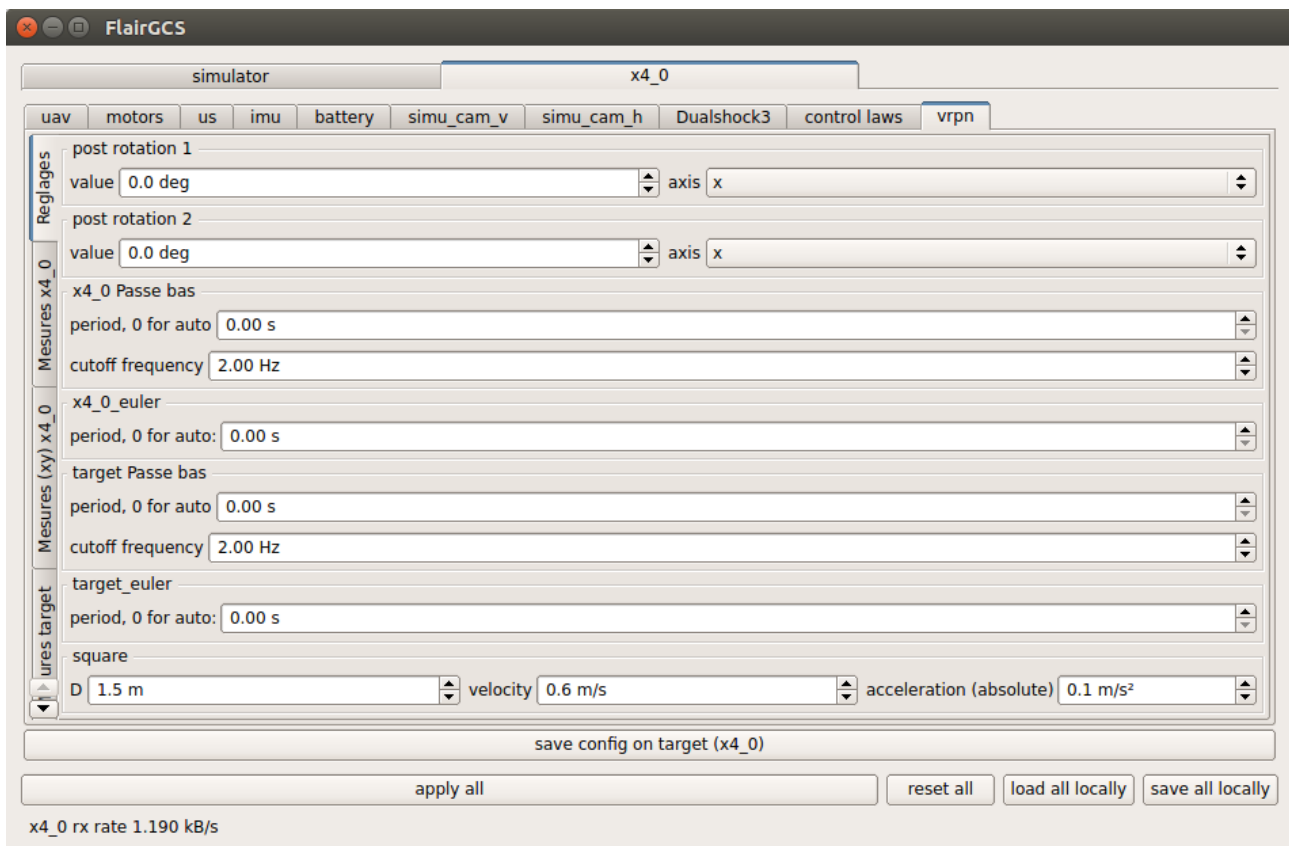 FlairGCS
simulator x4_0
uav motors us imu battery simu_cam_v simu_cam_h Dualshock3 control laws vrpn
Reglages
Mesures x4_0
Mesures (xy) x4_0
ures target
post rotation 1
value 0.0 deg axis x
post rotation 2
value 0.0 deg axis x
x4_0 Passe bas
period, 0 for auto 0.00 s
cutoff frequency 2.00 Hz
x4_0_euler
period, 0 for auto: 0.00 s
target Passe bas
period, 0 for auto 0.00 s
cutoff frequency 2.00 Hz
target_euler
period, 0 for auto: 0.00 s
square
D 1.5 m velocity 0.6 m/s acceleration (absolute) 0.1 m/s²
save config on target (x4_0)
apply all reset all load all locally save all locally
x4_0 rx rate 1.190 kB/s